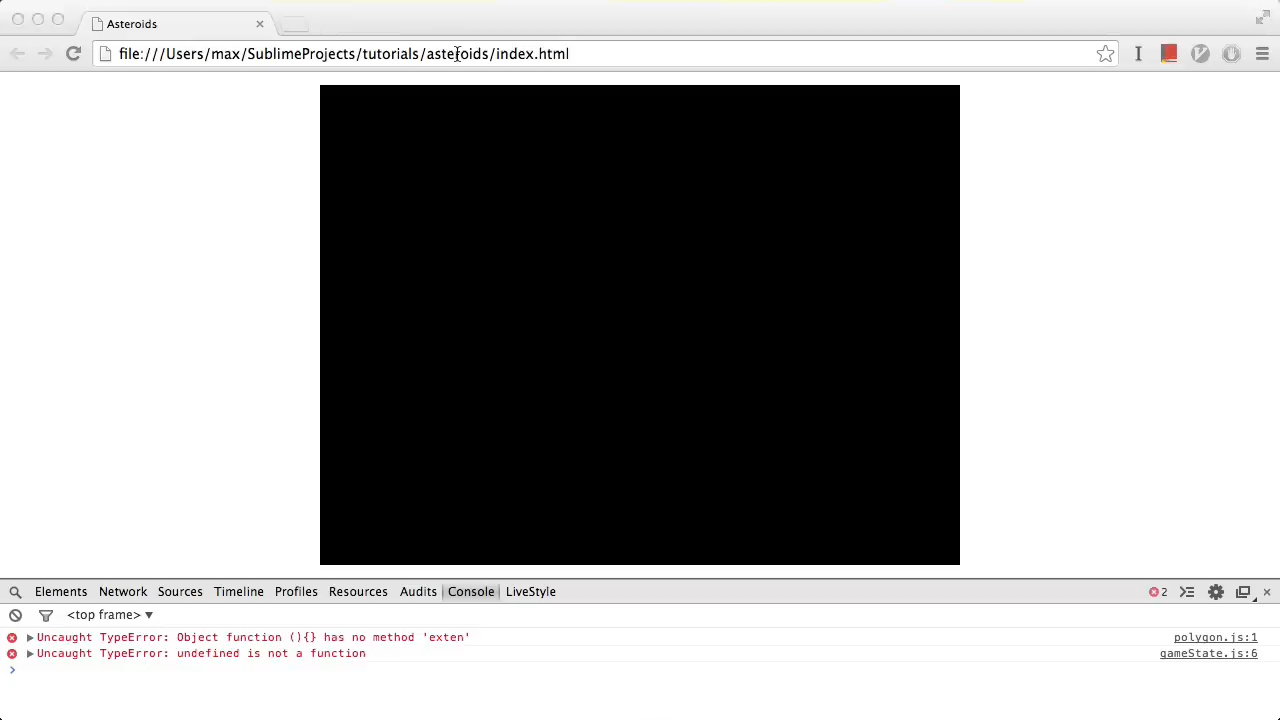 Asteroids
file:///Users/max/SublimeProjects/tutorials/asteroids/index.html
Elements Network Sources Timeline Profiles Resources Audits Console LiveStyle 2
<top frame>
Uncaught TypeError: Object function (){} has no method 'exten' polygon.js:1
Uncaught TypeError: undefined is not a function gameState.js:6